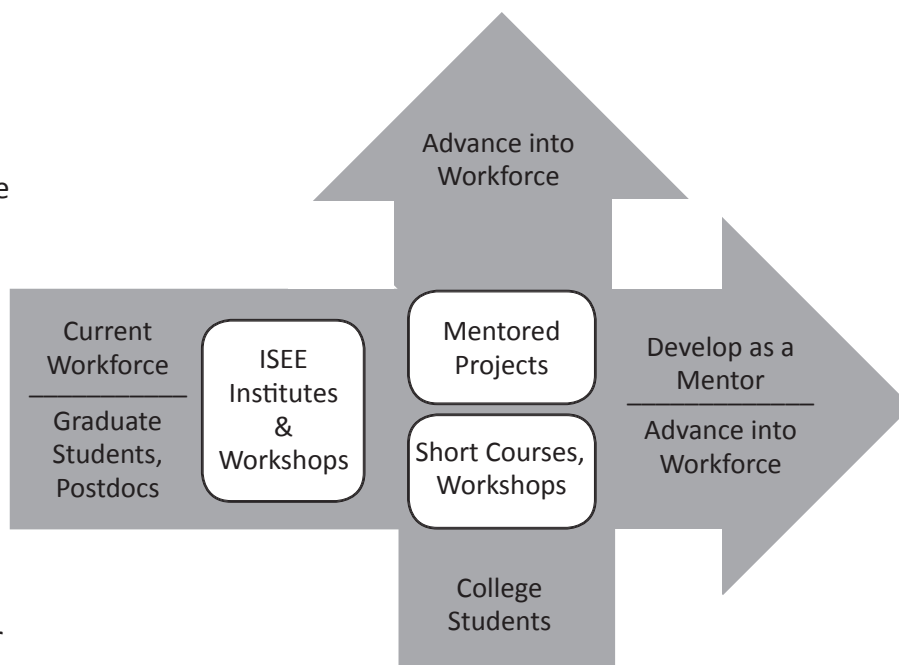 Advance into
Workforce
e
Current
Workforce
Graduate
Students,
Postdocs
ISEE
Institutes
&
Workshops
Mentored
Projects
Short Courses,
Workshops
Develop as a
Mentor
Advance into
Workforce
College
Students